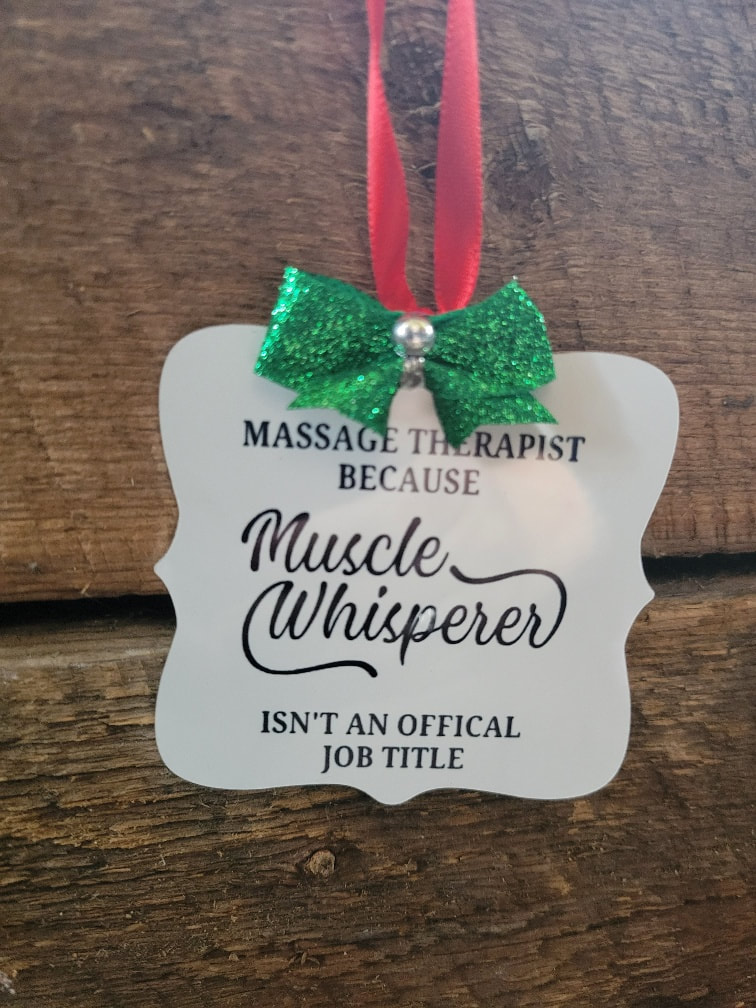 MASSAGE THERAPIST
BECAUSE
Muscle
Whisperer
ISN'T AN OFFICAL
JOB TITLE